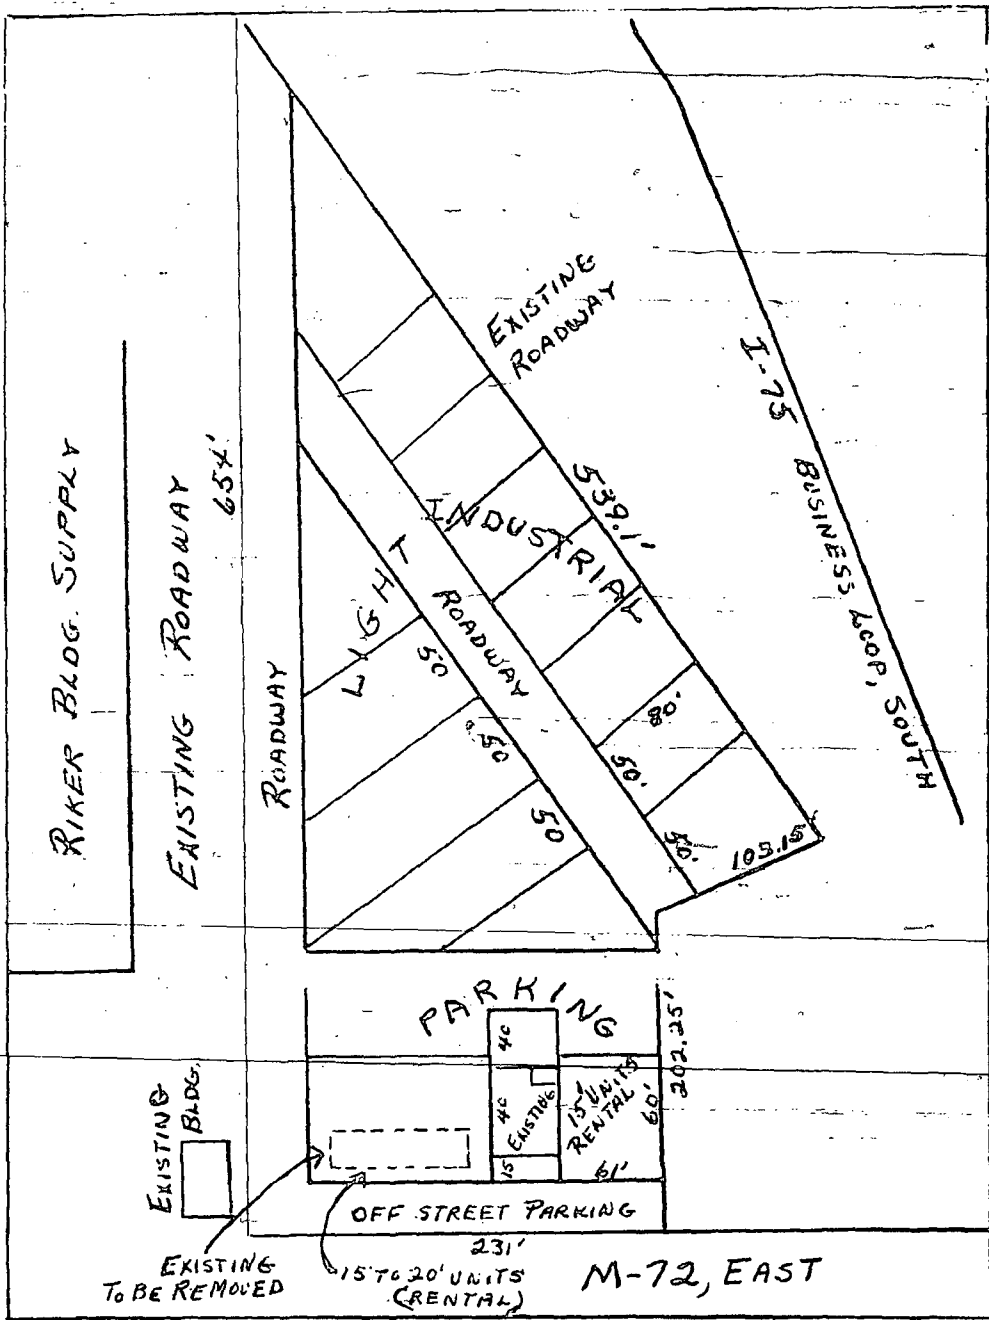 EXISTING
ROADWAY
I-75 BUSINESS LOOP, SOUTH
RIKER BLDG. SUPPLY
EXISTING ROADWAY
654'
539.1'
LIGHT INDUSTRIAL
ROADWAY
ROADWAY
50
50
50
80'
50'
50'
103.15'
PARKING
202.25'
40
40
15
EXISTING
15' UNITS
RENTAL
60'
61'
EXISTING
BLDG.
OFF STREET PARKING
231'
EXISTING
TO BE REMOVED
15' TO 20' UNITS
(RENTAL)
M-72, EAST